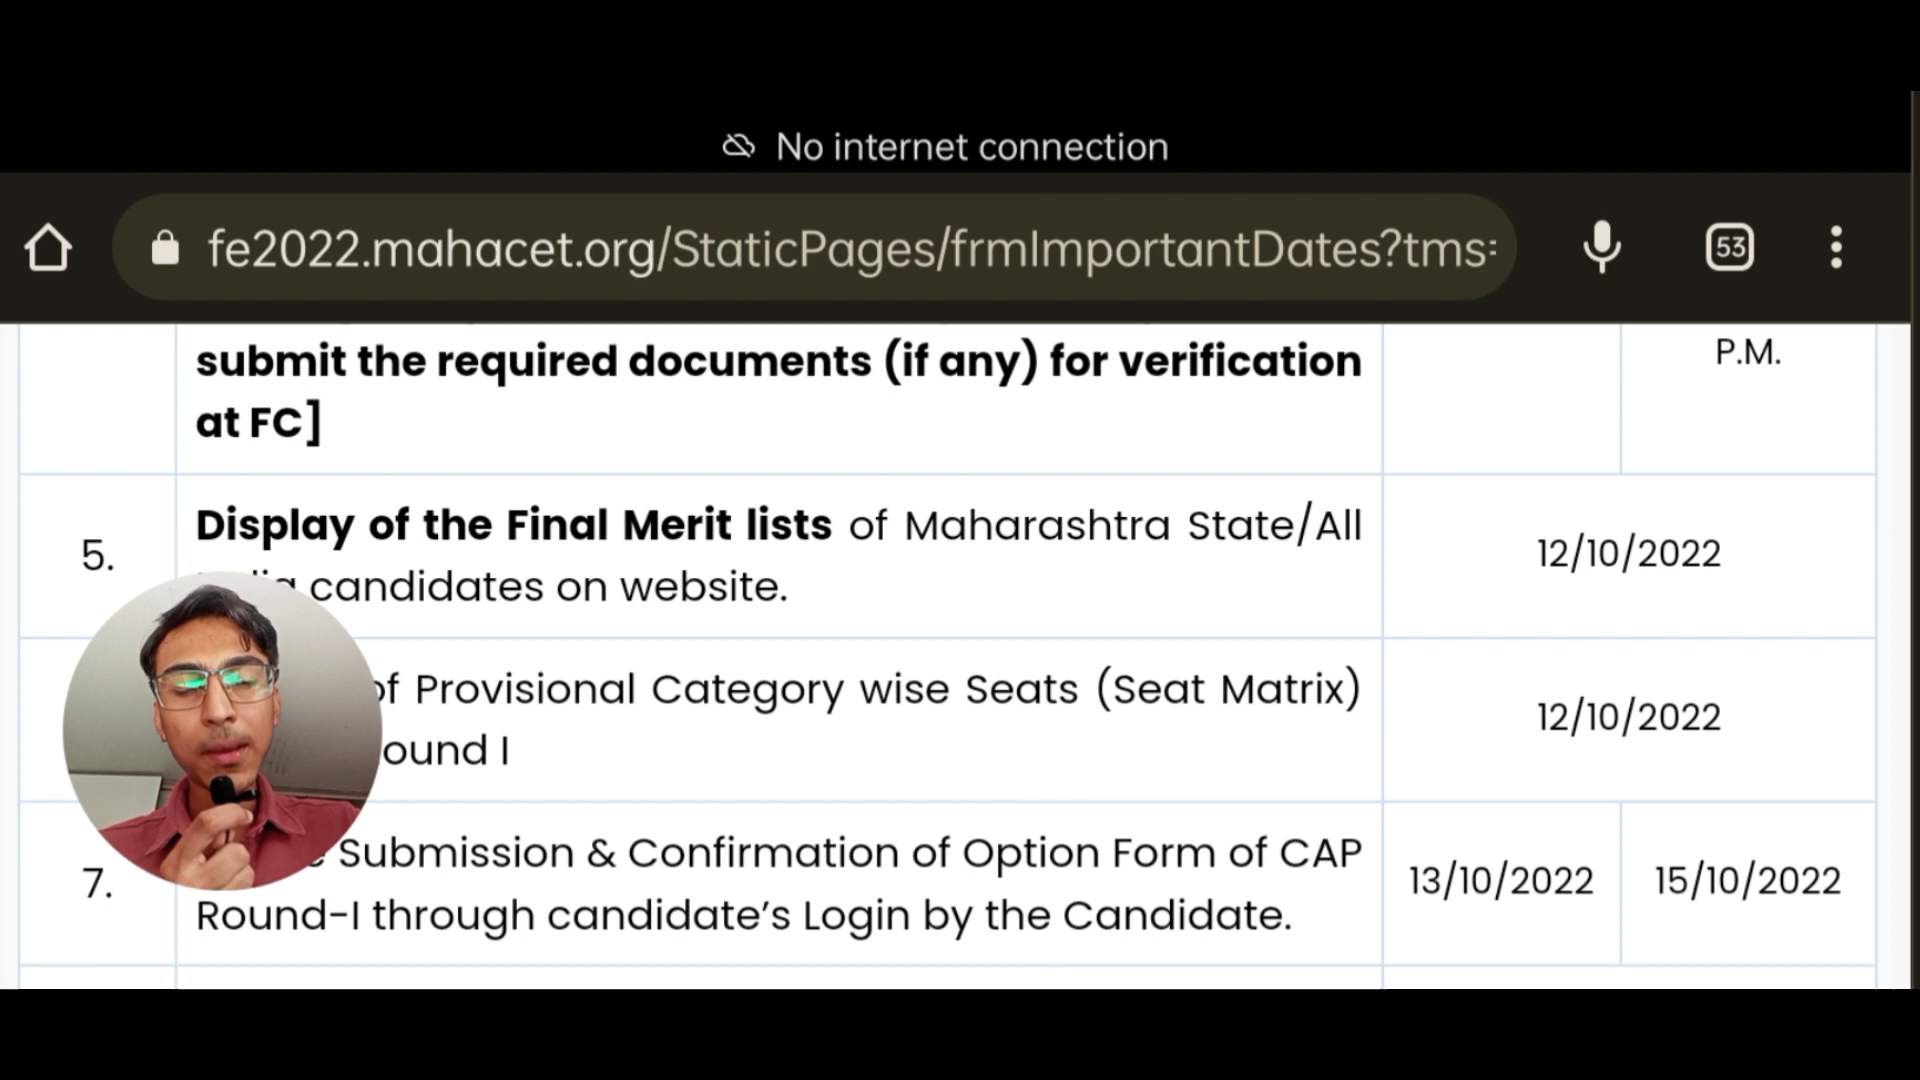 No internet connection
fe2022.mahacet.org/StaticPages/frmImportantDates?tms=
53
submit the required documents (if any) for verification
at FC]
P.M.
5.
Display of the Final Merit lists of Maharashtra State/All
candidates on website.
12/10/2022
of Provisional Category wise Seats (Seat Matrix)
ound I
12/10/2022
7.
Submission & Confirmation of Option Form of CAP
Round-I through candidate’s Login by the Candidate.
13/10/2022
15/10/2022